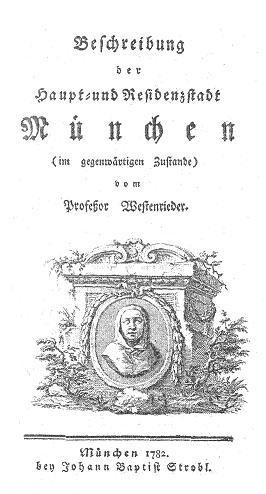 Beschreibung
der
Haupt-und Residenzstadt
München
(im gegenwärtigen Zustande)
vom
Profeßor Westenrieder.
München 1782.
bey Johann Baptist Strobl.